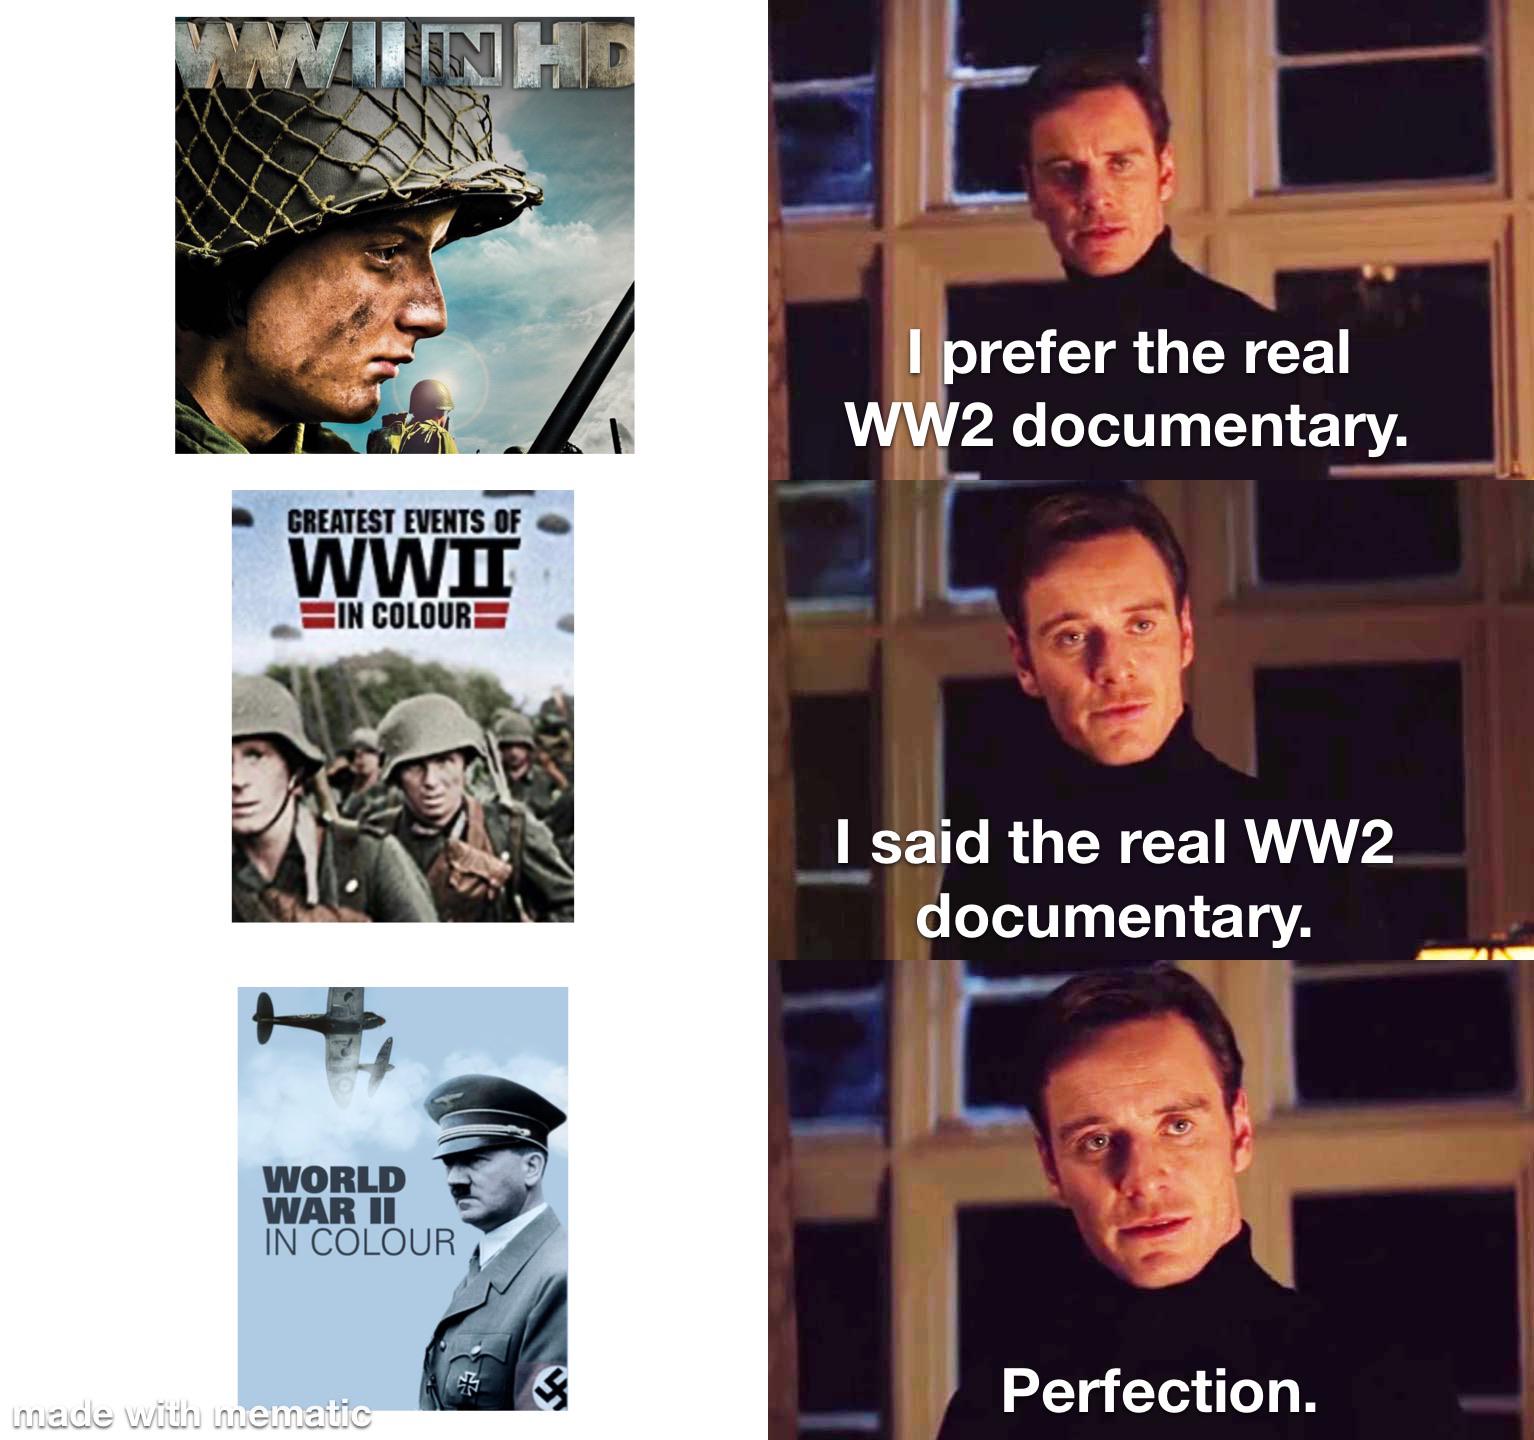 WWII IN HD
I prefer the real
WW2 documentary.
GREATEST EVENTS OF
WWII
IN COLOUR
I said the real WW2
documentary.
WORLD
WAR II
IN COLOUR
Perfection.
made with mematic